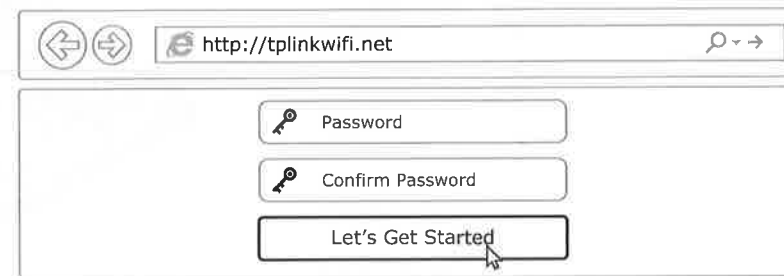 http://tplinkwifi.net
Password
Confirm Password
Let's Get Started